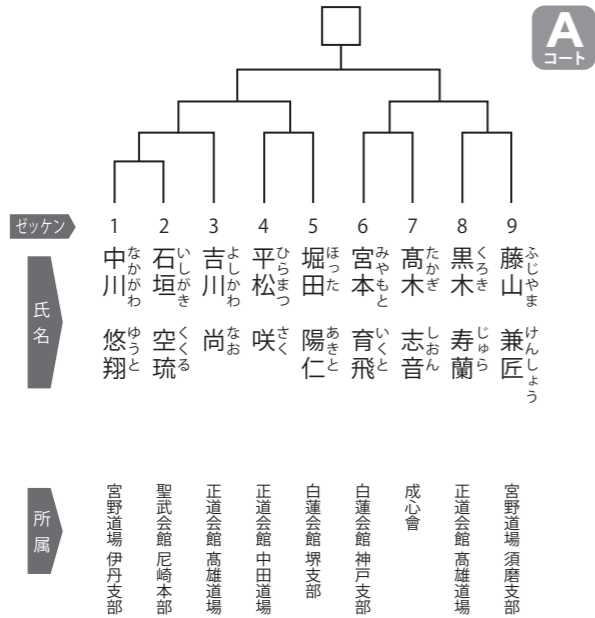 A
コート
ゼッケン
1 2 3 4 5 6 7 8 9
氏名
中川 悠翔
なかがわ ゆうと
石垣 空琉
いしがき くくる
吉川 尚
よしかわ なお
平松 咲
ひらまつ さく
堀田 陽仁
ほった あきと
宮本 育飛
みやもと いくと
髙木 志音
たかぎ しおん
黒木 寿蘭
くろき じゅら
藤山 兼匠
ふじやま けんしょう
所属
宮野道場 伊丹支部
聖武会館 尼崎本部
正道会館 髙雄道場
正道会館 中田道場
白蓮会館 堺支部
白蓮会館 神戸支部
成心會
正道会館 髙雄道場
宮野道場 須磨支部